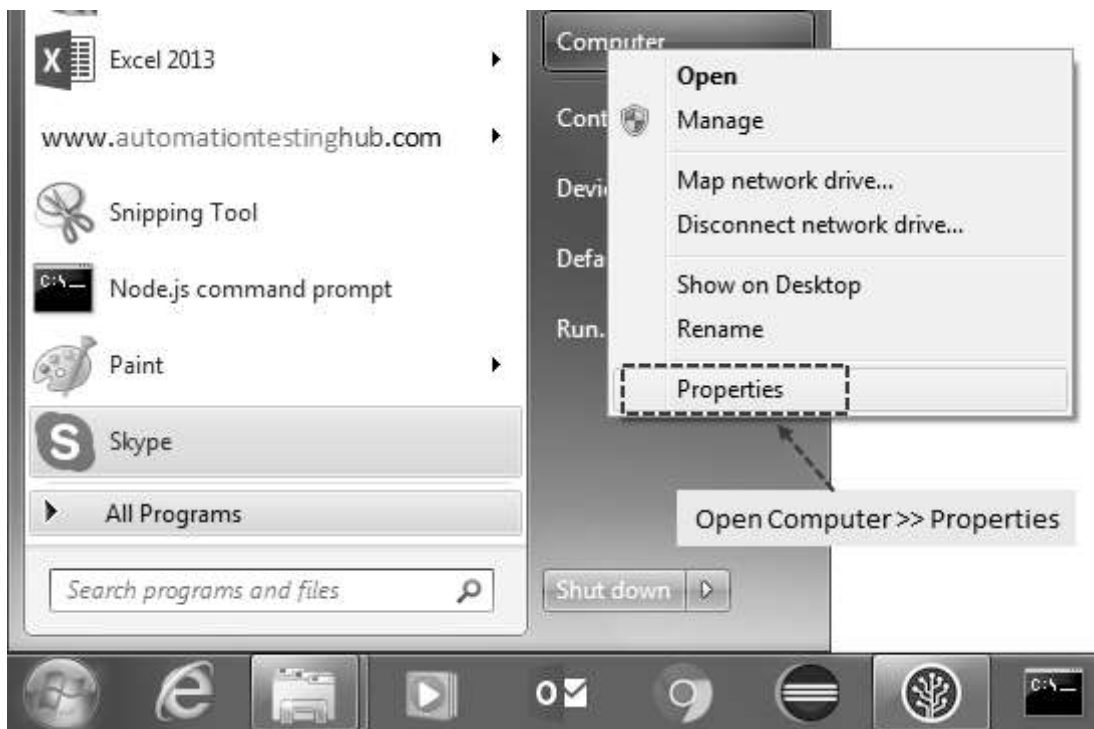 Excel 2013
www.automationtestinghub.com
Snipping Tool
C:\
Node.js command prompt
Paint
S
Skype
All Programs
Search programs and files
Computer
Open
Manage
Map network drive...
Disconnect network drive...
Show on Desktop
Rename
Run.
Properties
Open Computer >> Properties
Shut down
C:\